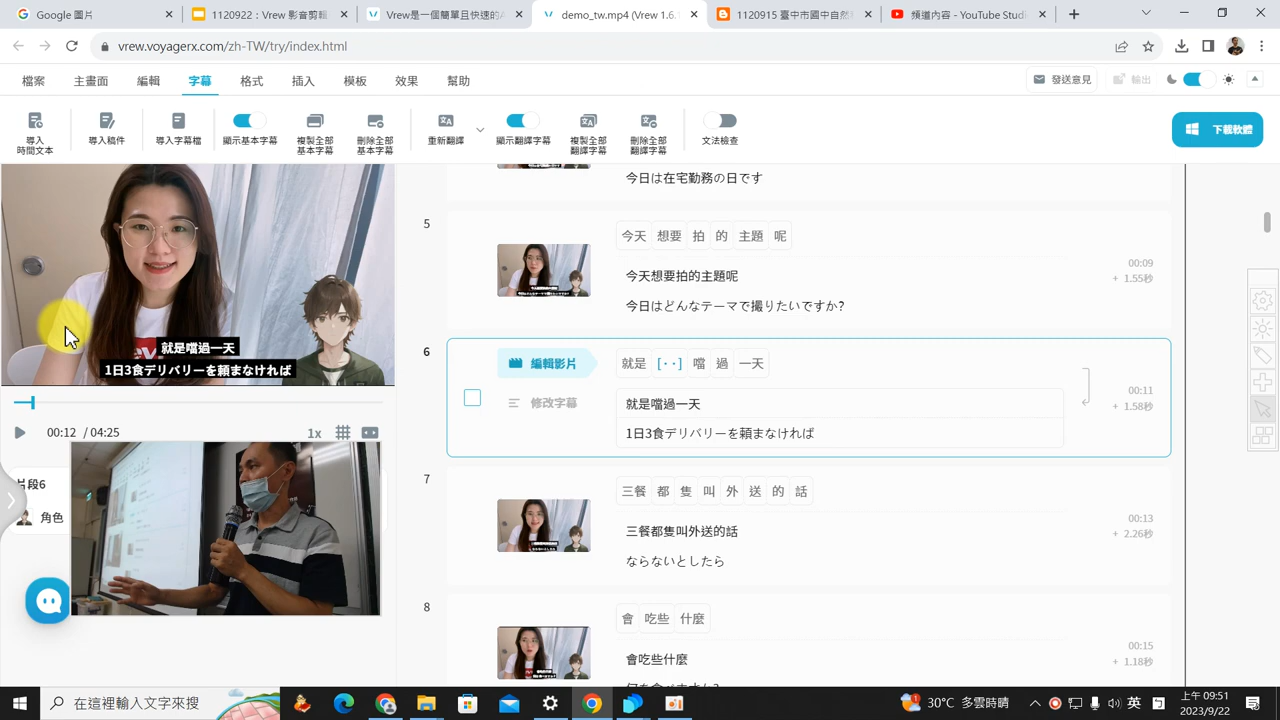 Google 圖片
1120922 : Vrew 影音剪輯
Vrew是一個簡單且快速的A
demo_tw.mp4 (Vrew 1.6.
1120915 臺中市國中自然
頻道內容 - YouTube Studi
vrew.voyagerx.com/zh-TW/try/index.html
檔案 主畫面 編輯 字幕 格式 插入 模板 效果 幫助
發送意見 輸出
導入 時間文本
導入稿件
導入字幕檔
顯示基本字幕
複製全部 基本字幕
刪除全部 基本字幕
重新翻譯
顯示翻譯字幕
複製全部 翻譯字幕
刪除全部 翻譯字幕
文法檢查
下載軟體
今日は在宅勤務の日です
5
今天 想要 拍 的 主題 呢
今天想要拍的主題呢
今日はどんなテーマで撮りたいですか?
00:09
+ 1.55秒
就是噹過一天
1日3食デリバリーを頼まなければ
00:12 / 04:25
1x
片段6
角色
6
編輯影片
修改字幕
就是 [··] 噹 過 一天
就是噹過一天
1日3食デリバリーを頼まなければ
00:11
+ 1.58秒
7
三餐 都 隻 叫 外 送 的 話
三餐都隻叫外送的話
ならないとしたら
00:13
+ 2.26秒
8
會 吃些 什麼
會吃些什麼
00:15
+ 1.18秒
在這裡輸入文字來搜
30°C 多雲時晴
英
上午 09:51
2023/9/22